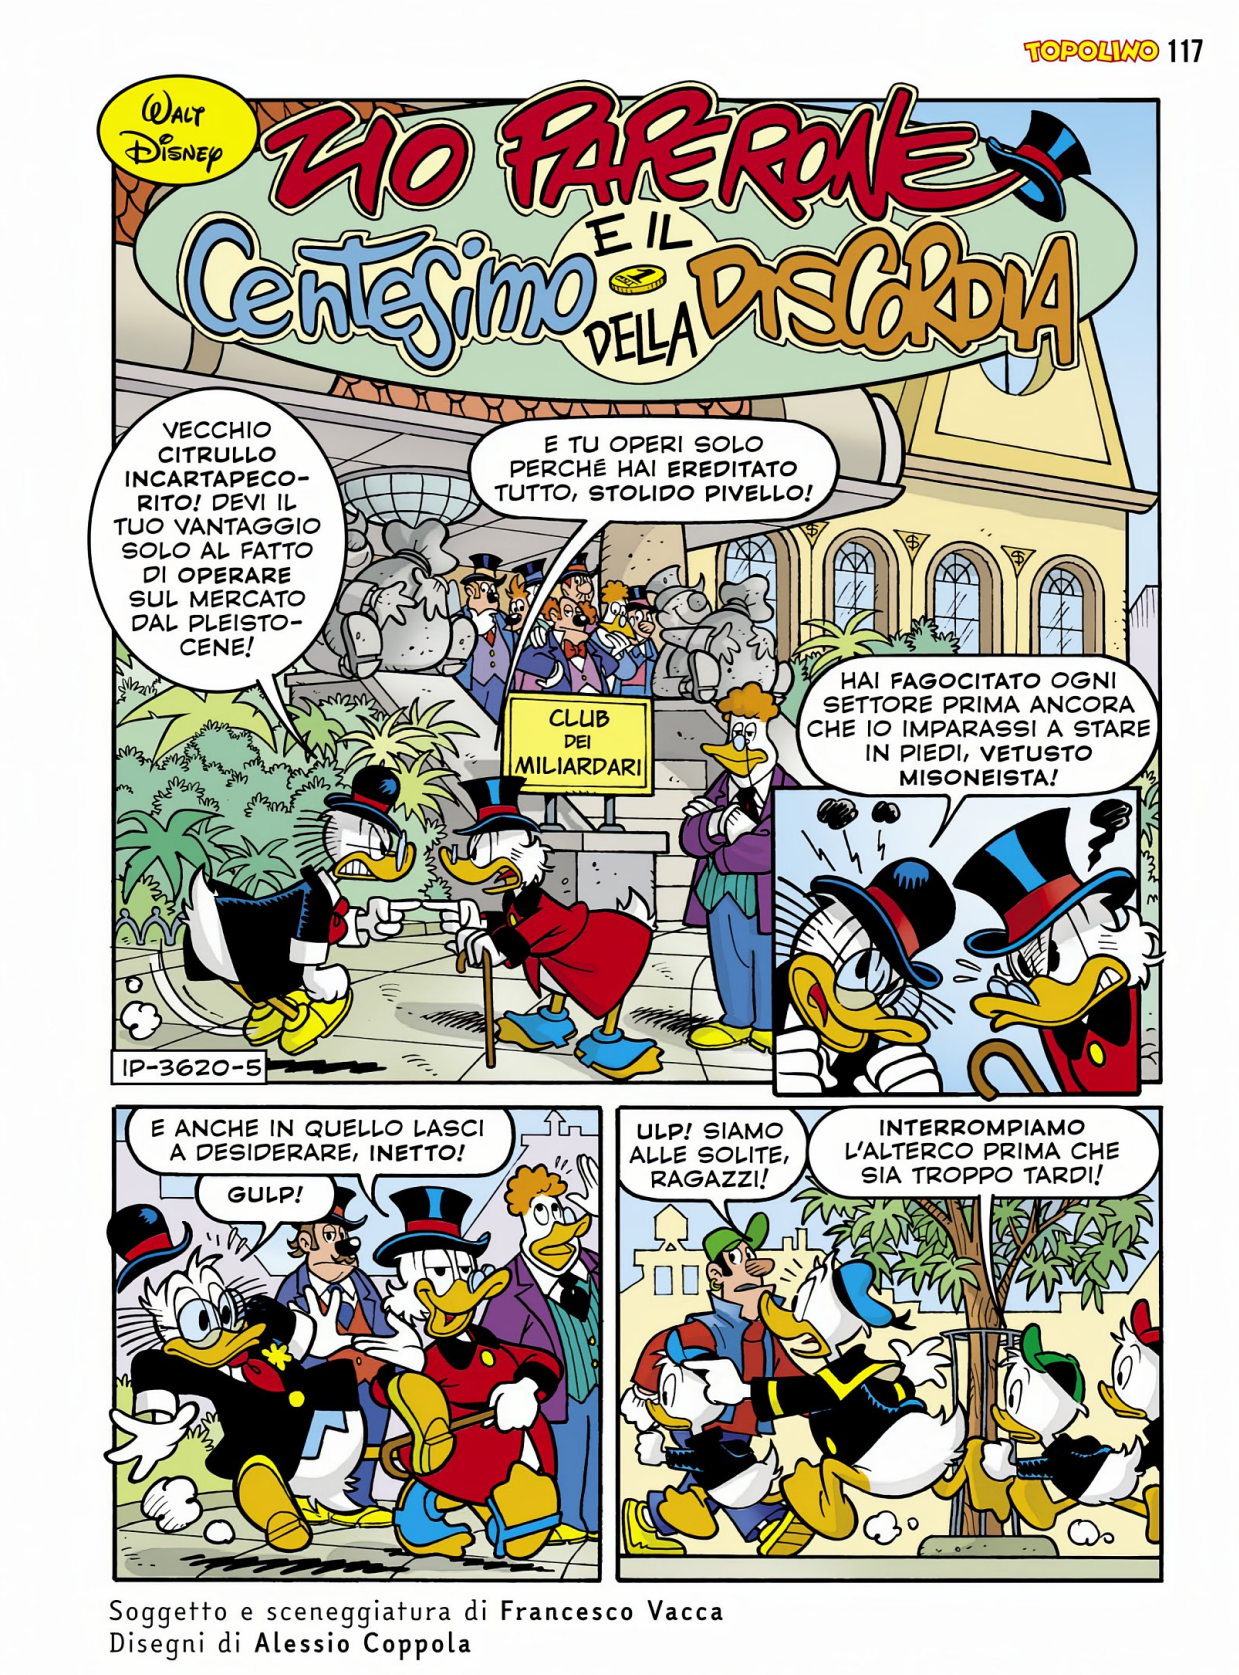 TOPOLINO 117
WALT
DISNEY
ZIO PAPERONE
E IL
CENTESIMO
1
DELLA
DISCORDIA
VECCHIO
CITRULLO
INCARTAPECO-
RITO! DEVI IL
TUO VANTAGGIO
SOLO AL FATTO
DI OPERARE
SUL MERCATO
DAL PLEISTO-
CENE!
E TU OPERI SOLO
PERCHÉ HAI EREDITATO
TUTTO, STOLIDO PIVELLO!
$ $ $
CLUB
DEI
MILIARDARI
HAI FAGOCITATO OGNI
SETTORE PRIMA ANCORA
CHE IO IMPARASSI A STARE
IN PIEDI, VETUSTO
MISONEISTA!
IP-3620-5
E ANCHE IN QUELLO LASCI
A DESIDERARE, INETTO!
GULP!
ULP! SIAMO
ALLE SOLITE,
RAGAZZI!
INTERROMPIAMO
L'ALTERCO PRIMA CHE
SIA TROPPO TARDI!
Soggetto e sceneggiatura di Francesco Vacca
Disegni di Alessio Coppola